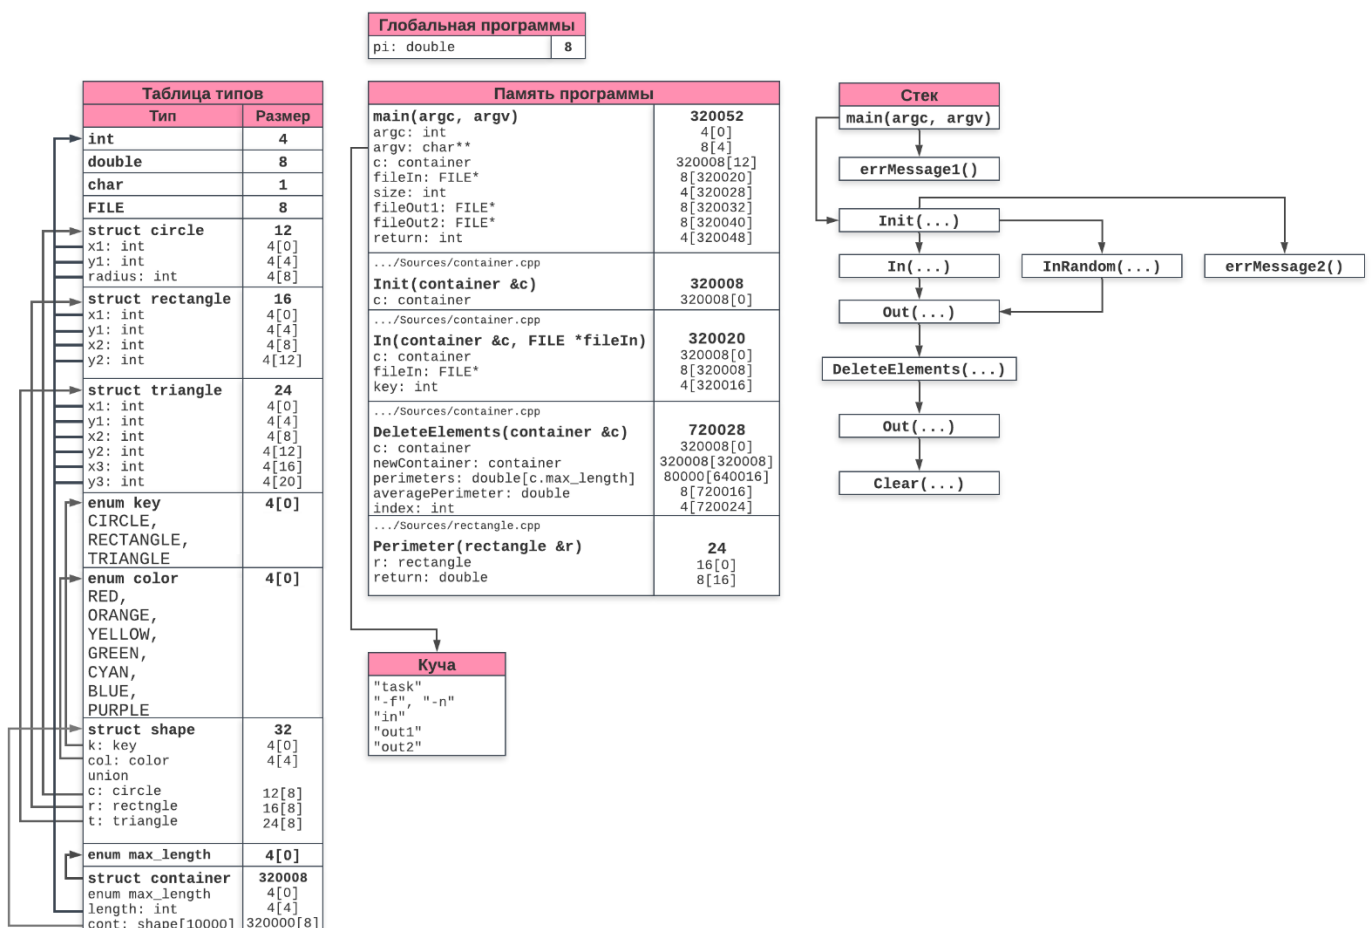 Глобальная программы
pi: double 8
Таблица типов
Тип Размер
int 4
double 8
char 1
FILE 8
struct circle 12
x1: int 4[0]
y1: int 4[4]
radius: int 4[8]
struct rectangle 16
x1: int 4[0]
y1: int 4[4]
x2: int 4[8]
y2: int 4[12]
struct triangle 24
x1: int 4[0]
y1: int 4[4]
x2: int 4[8]
y2: int 4[12]
x3: int 4[16]
y3: int 4[20]
enum key 4[0]
CIRCLE,
RECTANGLE,
TRIANGLE
enum color 4[0]
RED,
ORANGE,
YELLOW,
GREEN,
CYAN,
BLUE,
PURPLE
struct shape 32
k: key 4[0]
col: color 4[4]
union
c: circle 12[8]
r: rectngle 16[8]
t: triangle 24[8]
enum max_length 4[0]
struct container 320008
enum max_length 4[0]
length: int 4[4]
cont: shape[10000] 320000[8]
Память программы
main(argc, argv) 320052
argc: int 4[0]
argv: char** 8[4]
c: container 320008[12]
fileIn: FILE* 8[320020]
size: int 4[320028]
fileOut1: FILE* 8[320032]
fileOut2: FILE* 8[320040]
return: int 4[320048]
.../Sources/container.cpp
Init(container &c) 320008
c: container 320008[0]
.../Sources/container.cpp
In(container &c, FILE *fileIn) 320020
c: container 320008[0]
fileIn: FILE* 8[320008]
key: int 4[320016]
.../Sources/container.cpp
DeleteElements(container &c) 720028
c: container 320008[0]
newContainer: container 320008[320008]
perimeters: double[c.max_length] 80000[640016]
averagePerimeter: double 8[720016]
index: int 4[720024]
.../Sources/rectangle.cpp
Perimeter(rectangle &r) 24
r: rectangle 16[0]
return: double 8[16]
Куча
"task"
"-f", "-n"
"in"
"out1"
"out2"
Стек
main(argc, argv)
errMessage1()
Init(...)
In(...) InRandom(...) errMessage2()
Out(...)
DeleteElements(...)
Out(...)
Clear(...)